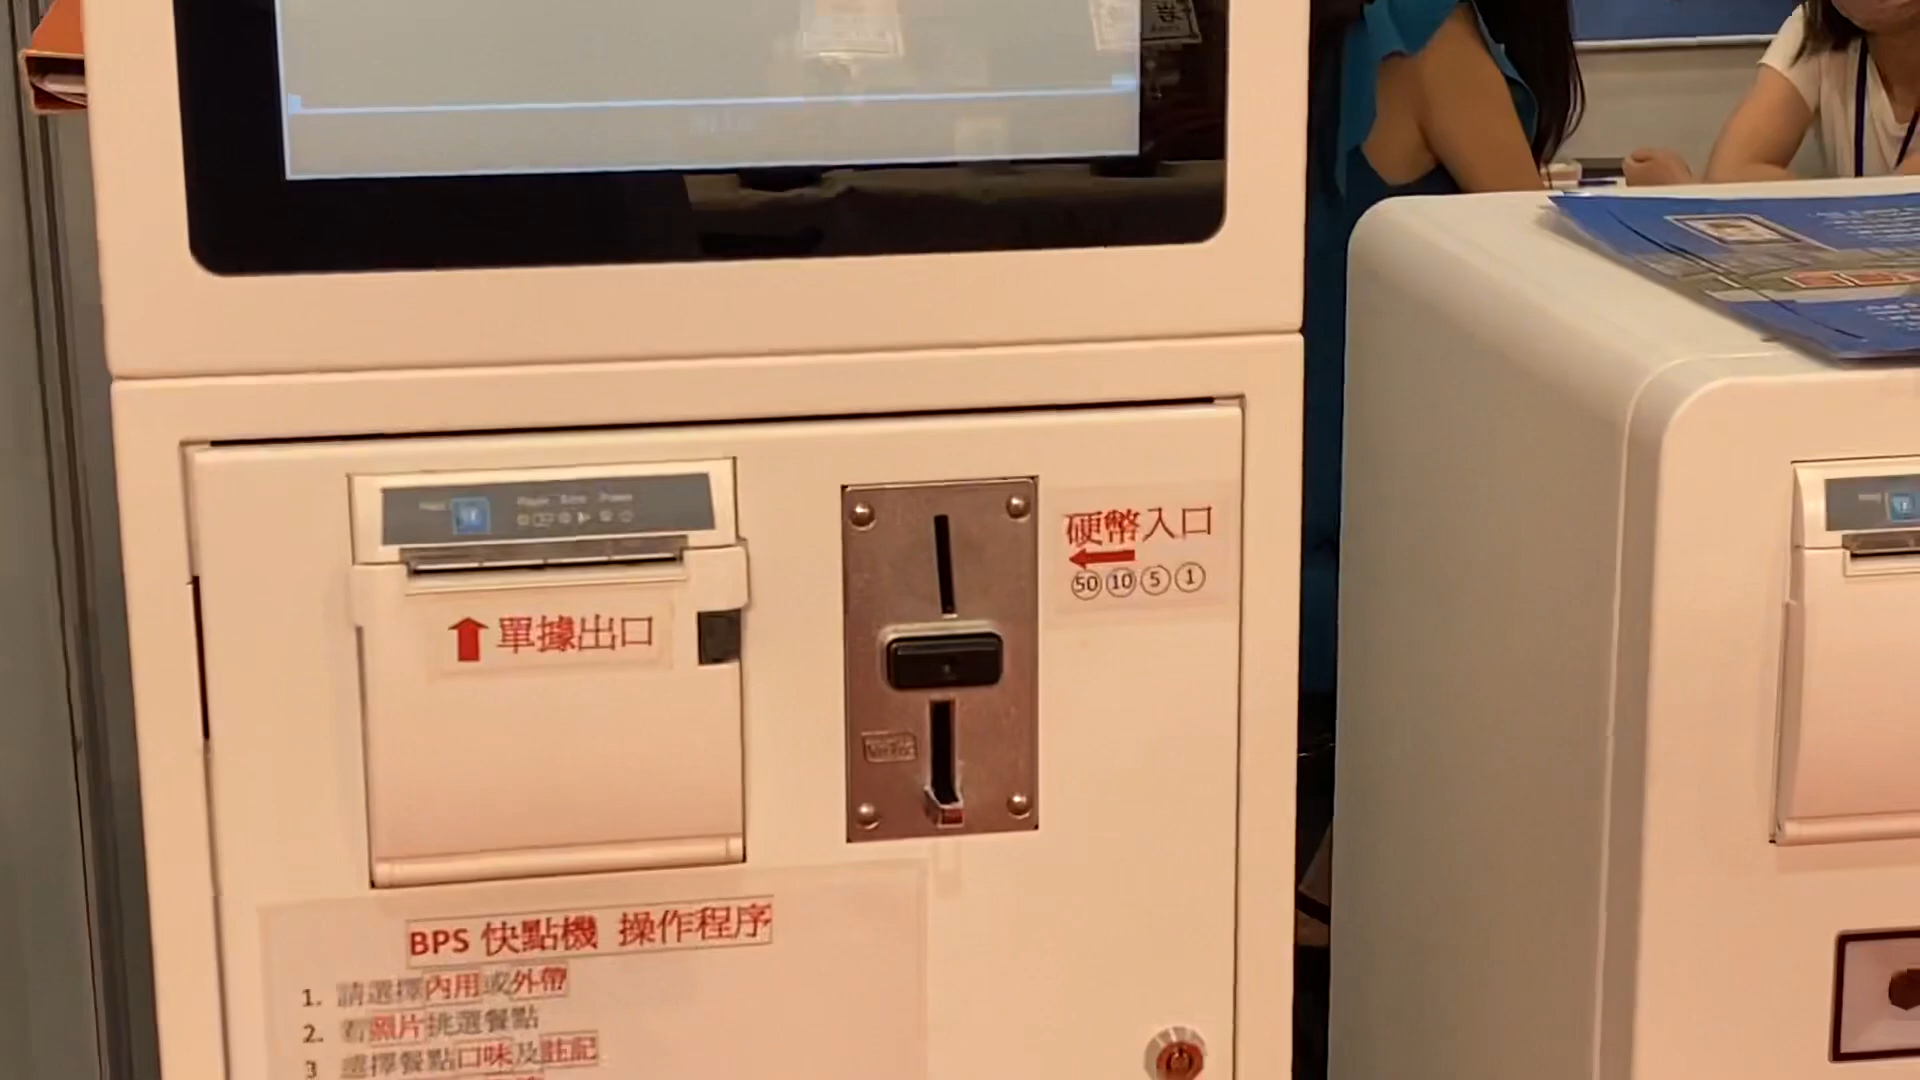 硬幣入口
50 10 5 1
單據出口
BPS 快點機 操作程序
1. 請選擇內用或外帶
2. 看照片挑選餐點
3 選擇餐點口味及註記